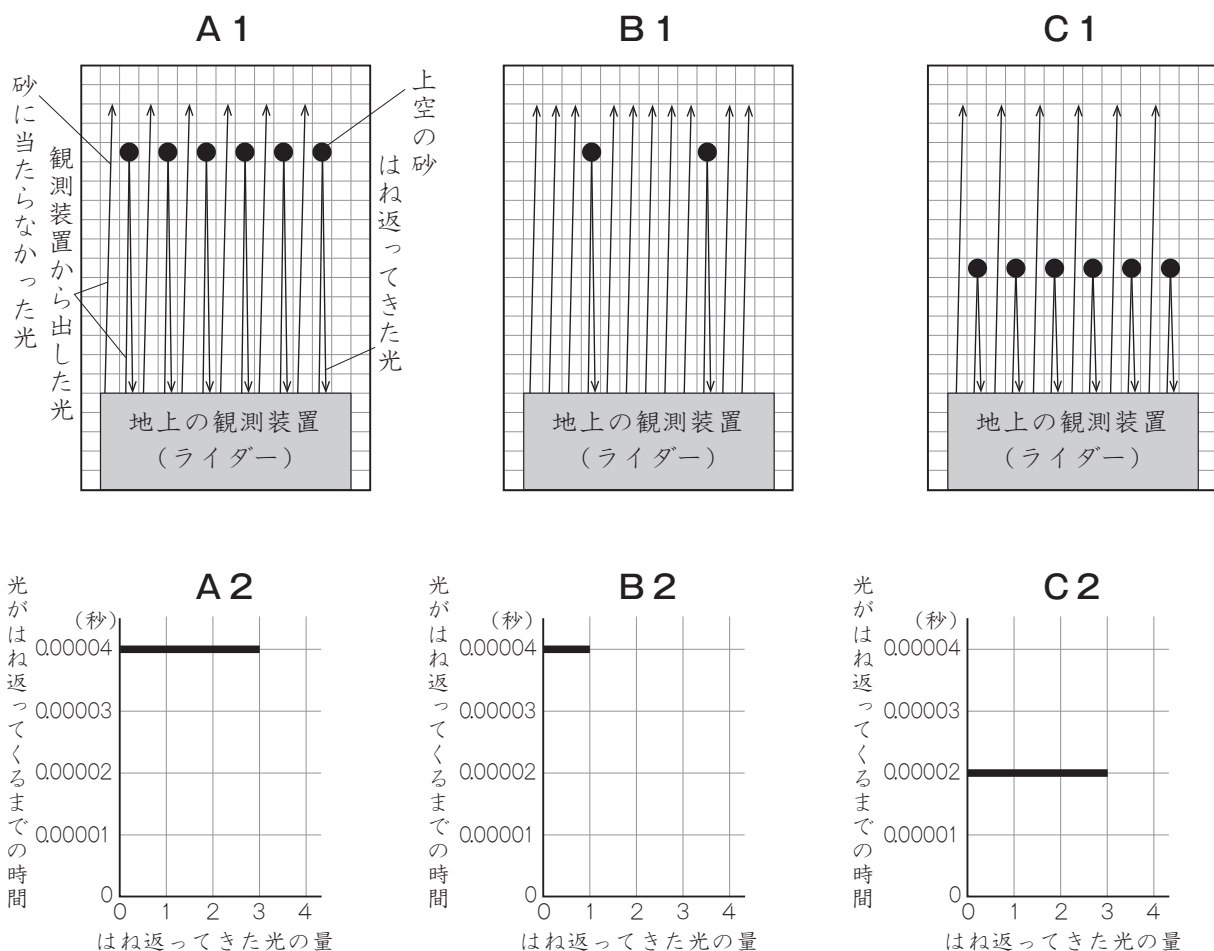 A1
砂に当たらなかった光
観測装置から出した光
上空の砂
はね返ってきた光
地上の観測装置
（ライダー）
B1
地上の観測装置
（ライダー）
C1
地上の観測装置
（ライダー）
A2
光がはね返ってくるまでの時間
（秒）
0.00004
0.00003
0.00002
0.00001
0
0 1 2 3 4
はね返ってきた光の量
B2
光がはね返ってくるまでの時間
（秒）
0.00004
0.00003
0.00002
0.00001
0
0 1 2 3 4
はね返ってきた光の量
C2
光がはね返ってくるまでの時間
（秒）
0.00004
0.00003
0.00002
0.00001
0
0 1 2 3 4
はね返ってきた光の量